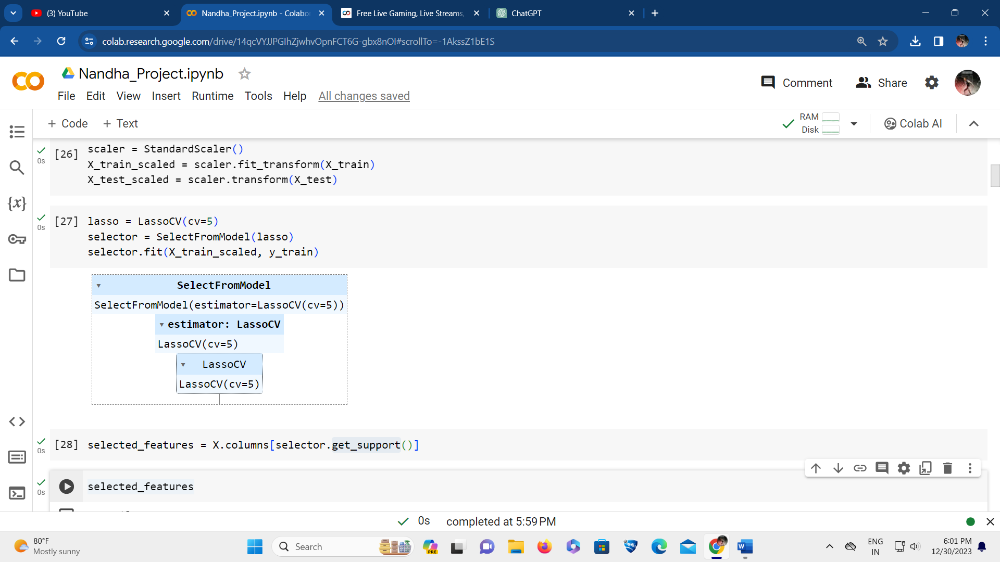 (3) YouTube
Nandha_Project.ipynb - Colabo
Free Live Gaming, Live Streams,
ChatGPT
colab.research.google.com/drive/14qcVYJJPGIhZjwhvOpnFCT6G-gbx8nOl#scrollTo=-1AkssZ1bE1S
Nandha_Project.ipynb
Comment
Share
File Edit View Insert Runtime Tools Help All changes saved
+ Code + Text
RAM
Disk
Colab AI
[26]
0s
scaler = StandardScaler()
X_train_scaled = scaler.fit_transform(X_train)
X_test_scaled = scaler.transform(X_test)
{x}
[27]
0s
lasso = LassoCV(cv=5)
selector = SelectFromModel(lasso)
selector.fit(X_train_scaled, y_train)
SelectFromModel
SelectFromModel(estimator=LassoCV(cv=5))
estimator: LassoCV
LassoCV(cv=5)
LassoCV
LassoCV(cv=5)
[28] selected_features = X.columns[selector.get_support()]
0s
selected_features
0s
0s completed at 5:59 PM
80°F
Mostly sunny
Search
PRE
W
ENG
IN
6:01 PM
12/30/2023